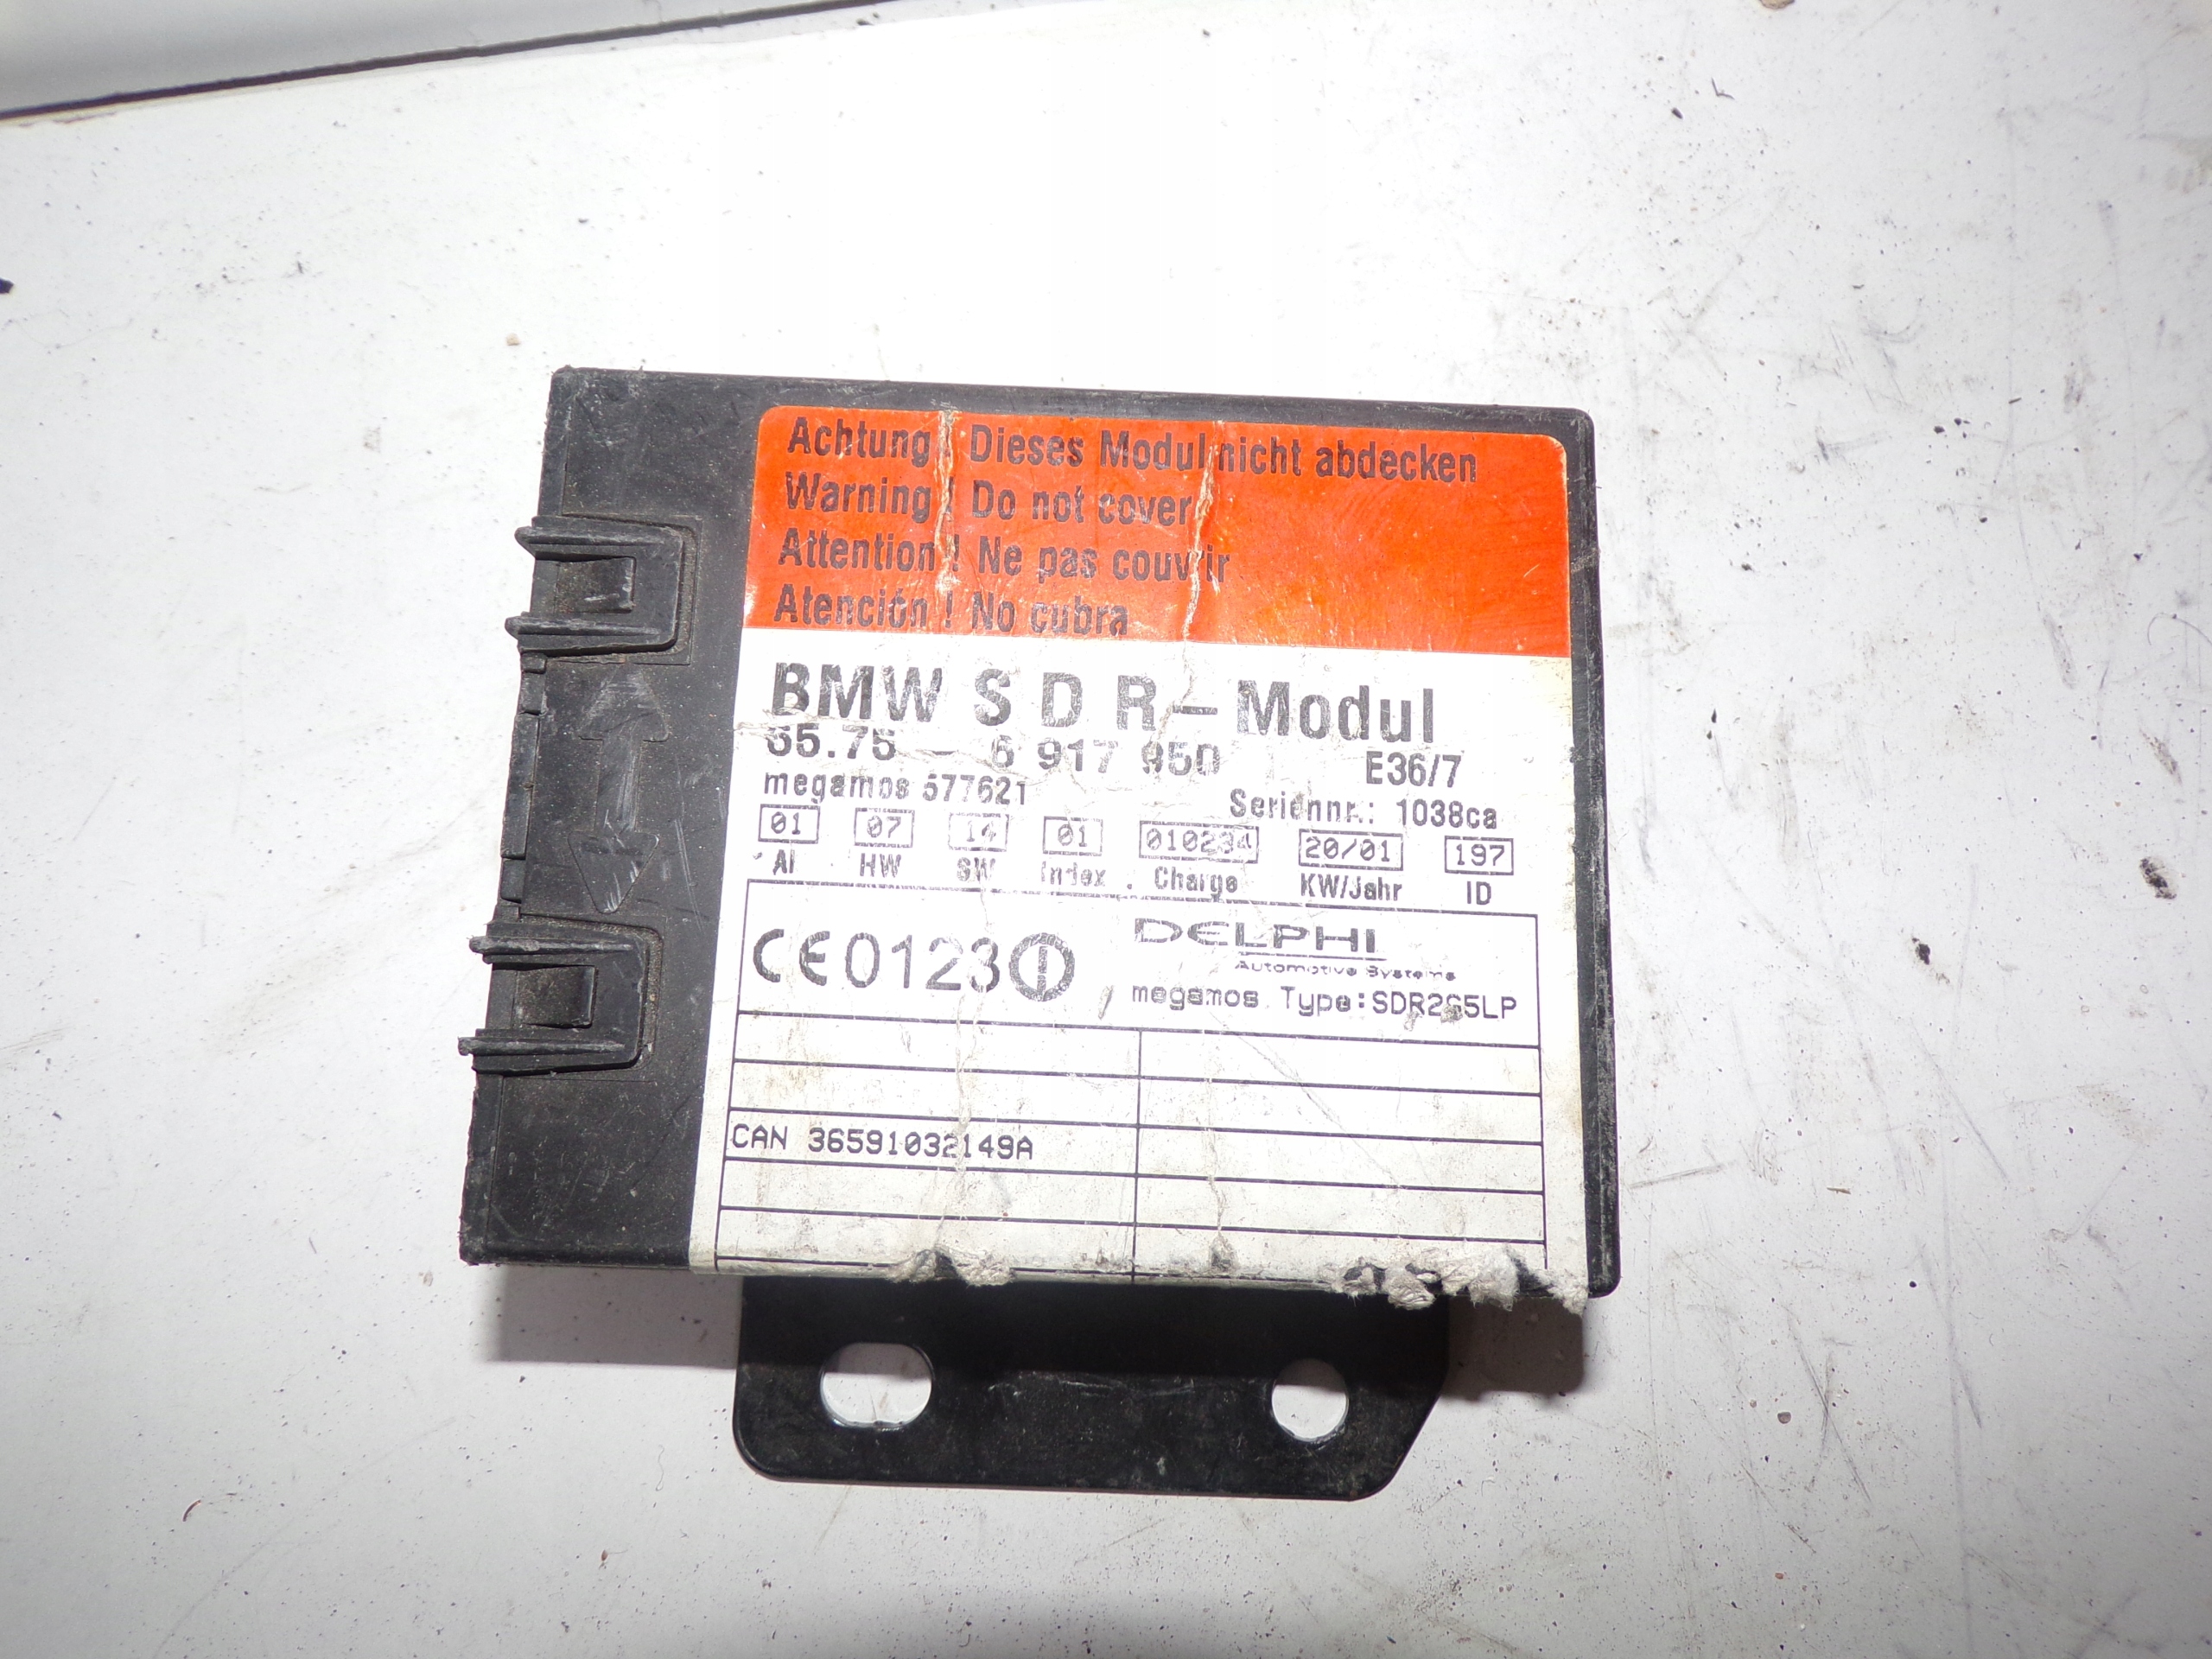 Achtung ! Dieses Modul nicht abdecken
Warning ! Do not cover
Attention ! Ne pas couvrir
Atención ! No cubra
BMW S D R-Modul
65.75 - 6 917 950 E36/7
megamos 577621 Seriennr.: 1038ca
01 07 14 01 010234 20/01 197
AI HW SW Index Charge KW/Jahr ID
CE0123
DELPHI
Automotive Systems
megamos Type:SDR265LP
CAN 36591032149A